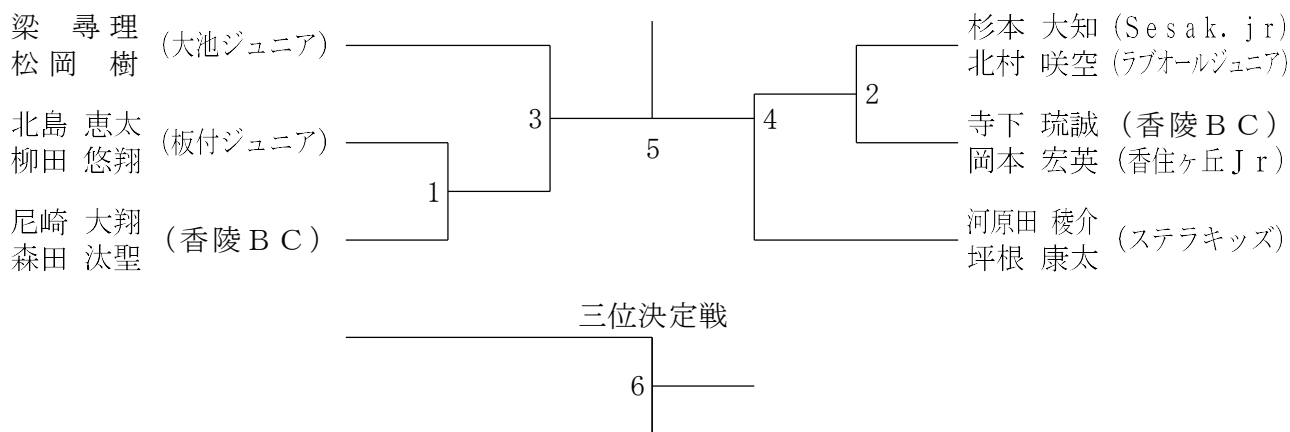 梁 尋理
松岡 樹
(大池ジュニア)
3
北島 恵太
柳田 悠翔
(板付ジュニア)
1
尼崎 大翔
森田 汰聖
(香陵BC)
5
杉本 大知 (Sesak.jr)
北村 咲空 (ラブオールジュニア)
2
4
寺下 琉誠 (香陵BC)
岡本 宏英 (香住ヶ丘Jr)
河原田 稜介
坪根 康太
(ステラキッズ)
三位決定戦
6